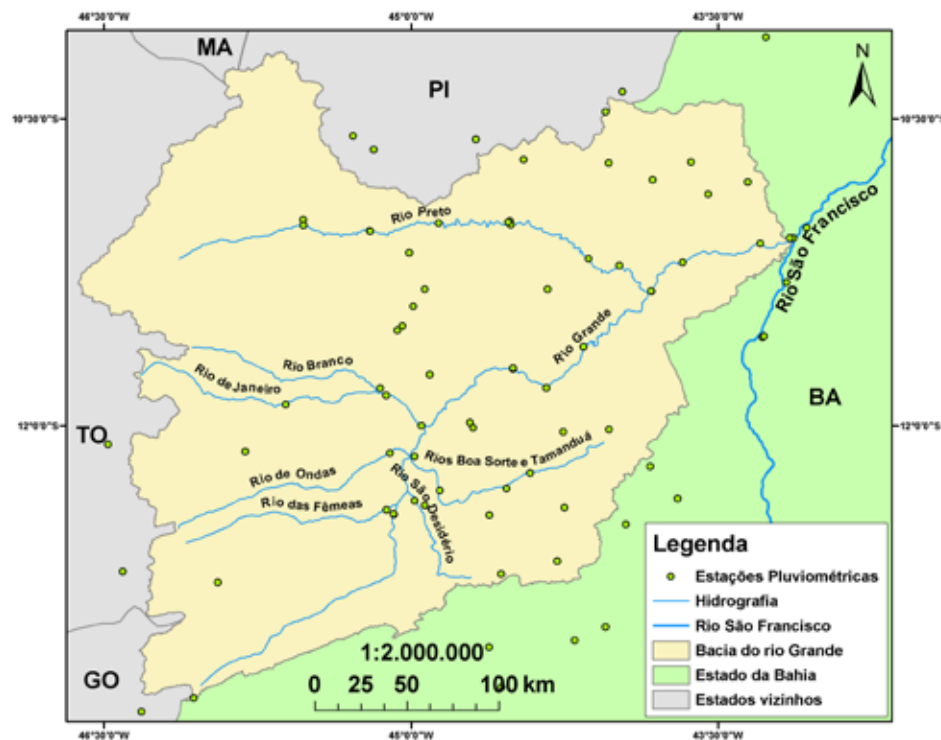 46°30'0"W 45°0'0"W 43°30'0"W
MA
PI
N
10°30'0"S 10°30'0"S
Rio Preto
Rio São Francisco
Rio Grande
Rio Branco
Rio de Janeiro
BA
TO
12°0'0"S 12°0'0"S
Rios Boa Sorte e Tamanduá
Rio de Ondas
Rio São Desidério
Rio das Fêmeas
Legenda
Estações Pluviométricas
Hidrografia
Rio São Francisco
Bacia do rio Grande
Estado da Bahia
Estados vizinhos
GO
1:2.000.000
0 25 50 100 km
46°30'0"W 45°0'0"W 43°30'0"W